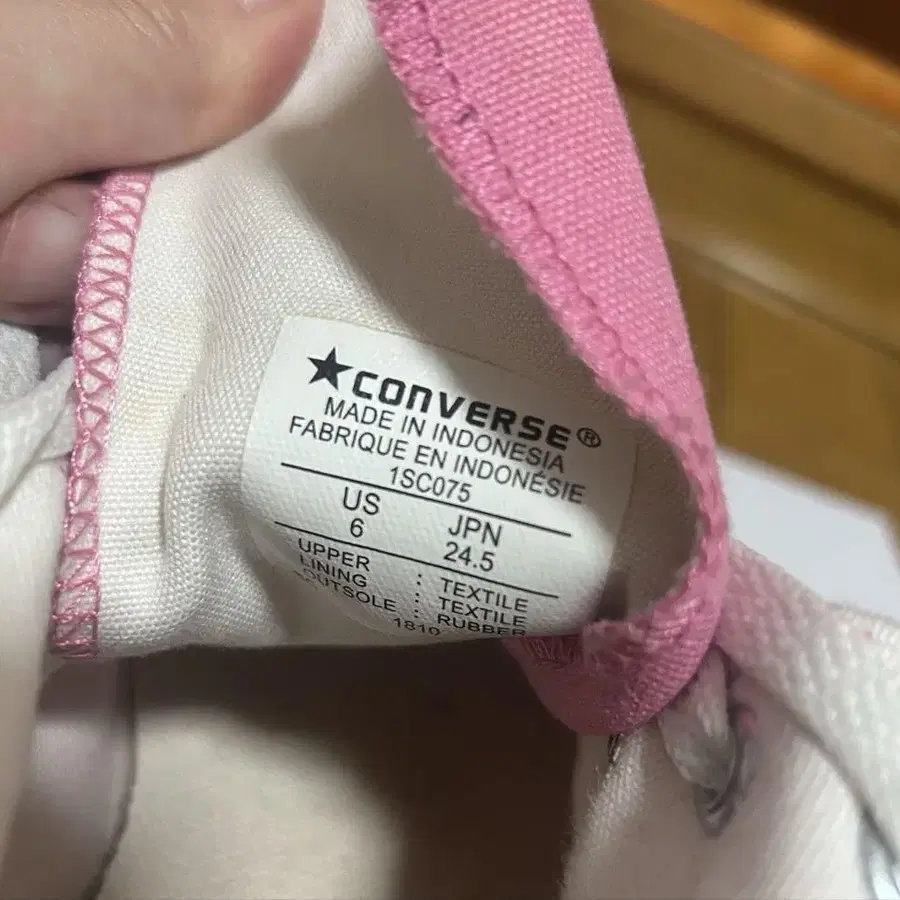 ★CONVERSE®
MADE IN INDONESIA
FABRIQUE EN INDONÉSIE
1SC075
US JPN
6 24.5
UPPER : TEXTILE
LINING : TEXTILE
OUTSOLE : RUBBER
1810